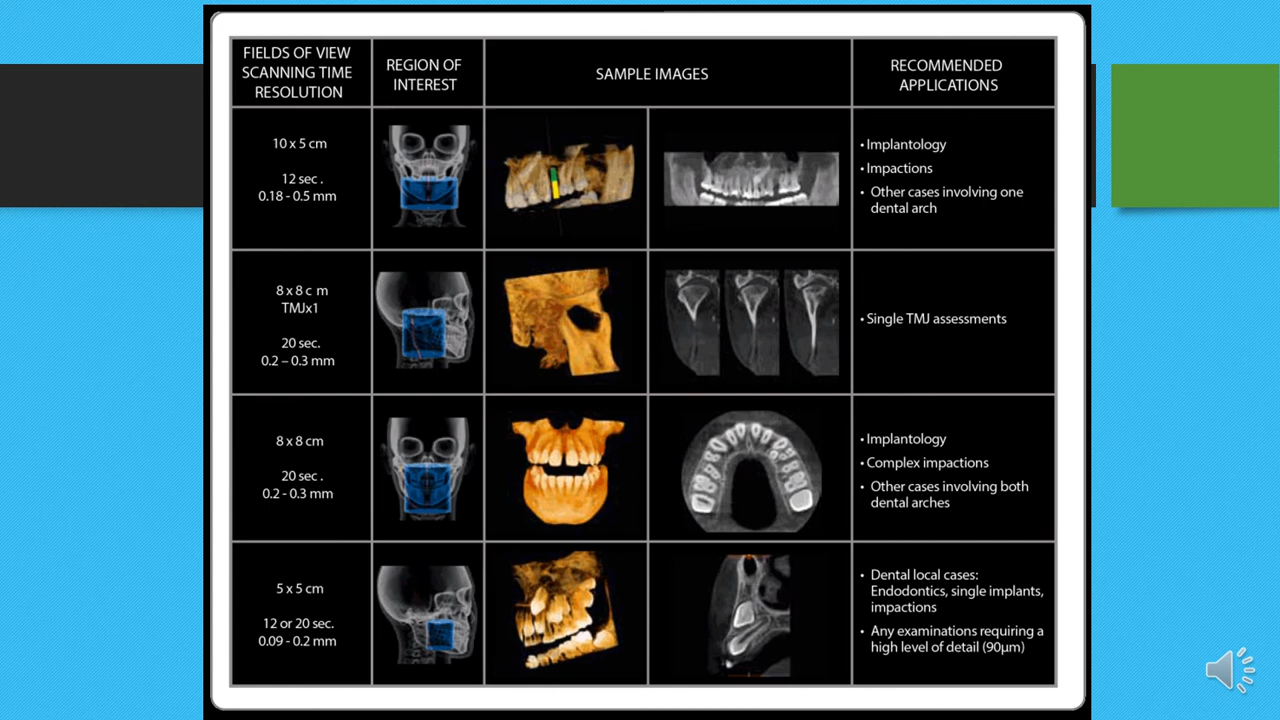 FIELDS OF VIEW
SCANNING TIME
RESOLUTION
REGION OF
INTEREST
SAMPLE IMAGES
RECOMMENDED
APPLICATIONS
10 x 5 cm
12 sec .
0.18 - 0.5 mm
• Implantology
• Impactions
• Other cases involving one
dental arch
8 x 8 c m
TMJx1
20 sec.
0.2 – 0.3 mm
• Single TMJ assessments
8 x 8 cm
20 sec .
0.2 - 0.3 mm
• Implantology
• Complex impactions
• Other cases involving both
dental arches
5 x 5 cm
12 or 20 sec.
0.09 - 0.2 mm
• Dental local cases:
Endodontics, single implants,
impactions
• Any examinations requiring a
high level of detail (90µm)